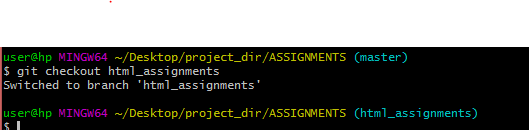 user@hp MINGW64 ~/Desktop/project_dir/ASSIGNMENTS (master)
$ git checkout html_assignments
Switched to branch 'html_assignments'
user@hp MINGW64 ~/Desktop/project_dir/ASSIGNMENTS (html_assignments)
$